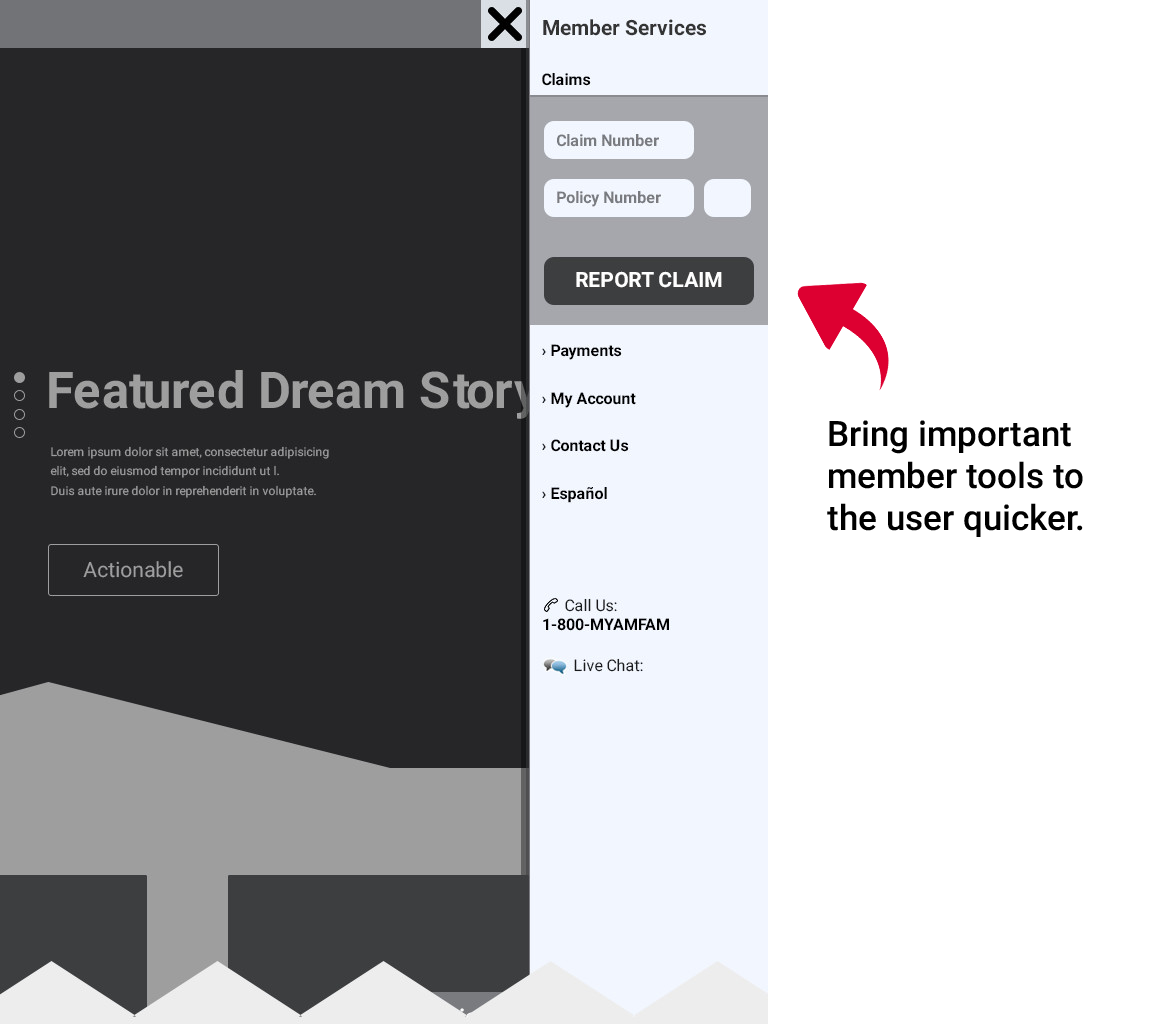 Member Services
Claims
Claim Number
Policy Number
REPORT CLAIM
› Payments
› My Account
› Contact Us
› Español
Call Us:
1-800-MYAMFAM
Live Chat:
Featured Dream Story
Lorem ipsum dolor sit amet, consectetur adipisicing
elit, sed do eiusmod tempor incididunt ut l.
Duis aute irure dolor in reprehenderit in voluptate.
Actionable
Bring important
member tools to
the user quicker.